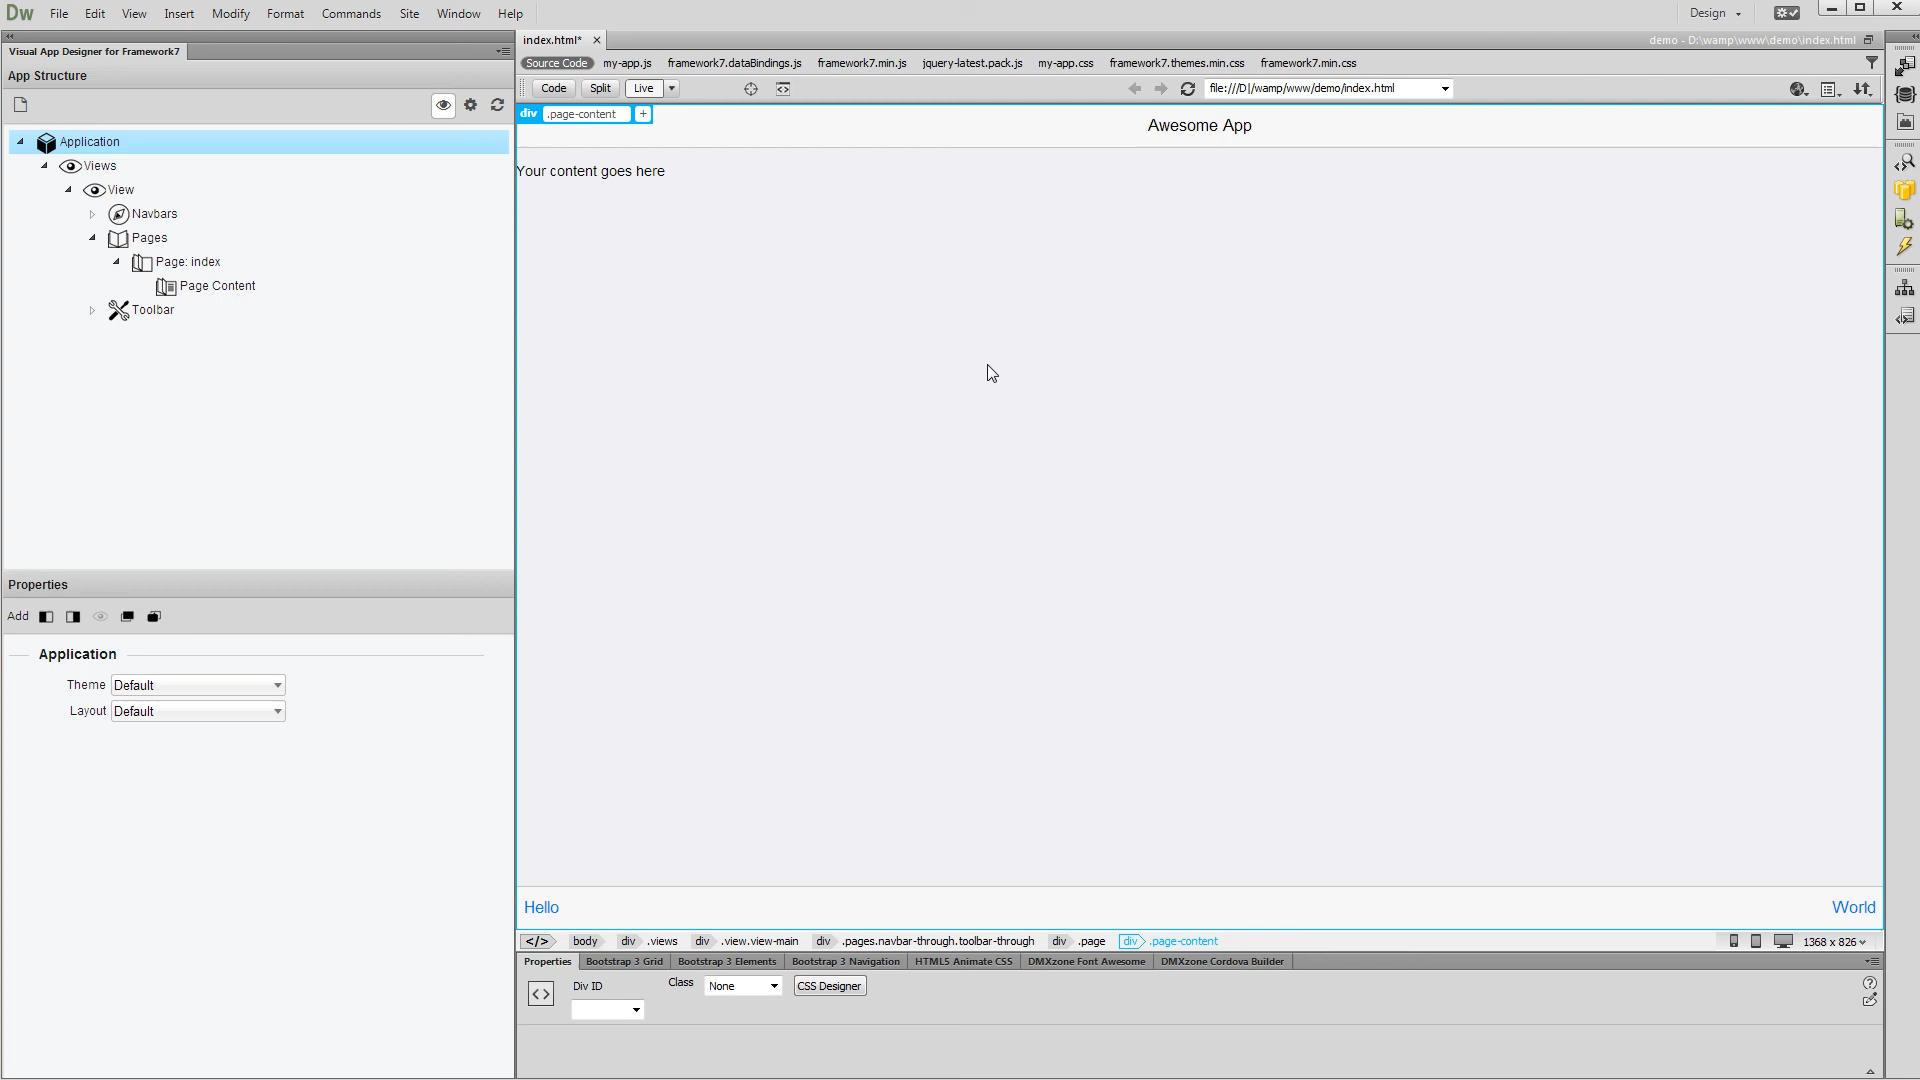 Dw File Edit View Insert Modify Format Commands Site Window Help Design
Visual App Designer for Framework7
App Structure
Application
Views
View
Navbars
Pages
Page: index
Page Content
Toolbar
Properties
Add
Application
Theme Default
Layout Default
index.html* demo - D:\wamp\www\demo\index.html
Source Code my-app.js framework7.dataBindings.js framework7.min.js jquery-latest.pack.js my-app.css framework7.themes.min.css framework7.min.css
Code Split Live file:///D|/wamp/www/demo/index.html
div .page-content +
Awesome App
Your content goes here
Hello World
</> body div .views div .view.view-main div .pages.navbar-through.toolbar-through div .page div .page-content 1368 x 826
Properties Bootstrap 3 Grid Bootstrap 3 Elements Bootstrap 3 Navigation HTML5 Animate CSS DMXzone Font Awesome DMXzone Cordova Builder
Div ID Class None CSS Designer